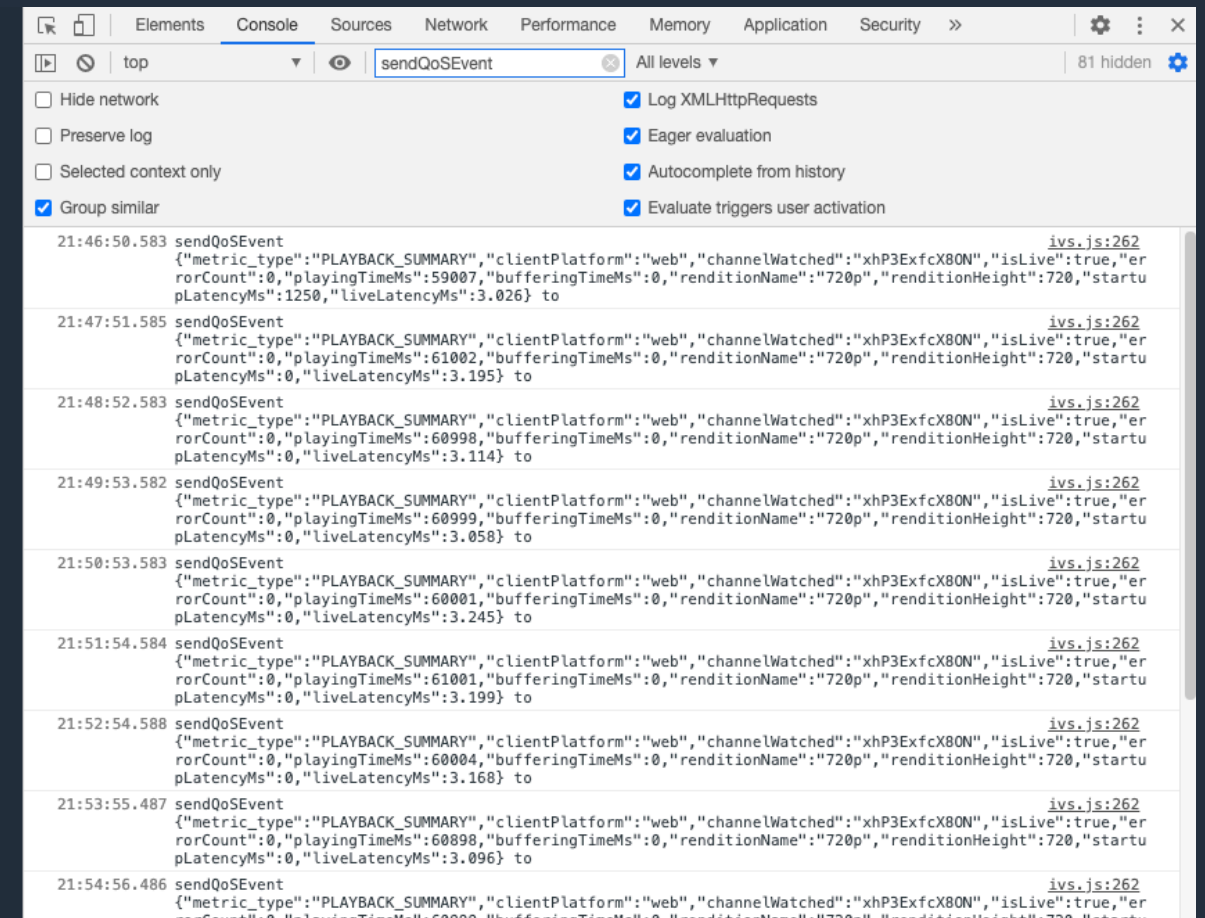 Elements Console Sources Network Performance Memory Application Security »
top ▼ sendQoSEvent All levels ▼ 81 hidden
Hide network Log XMLHttpRequests
Preserve log Eager evaluation
Selected context only Autocomplete from history
Group similar Evaluate triggers user activation
21:46:50.583 sendQoSEvent ivs.js:262
{"metric_type":"PLAYBACK_SUMMARY","clientPlatform":"web","channelWatched":"xhP3ExfcX8ON","isLive":true,"er
rorCount":0,"playingTimeMs":59007,"bufferingTimeMs":0,"renditionName":"720p","renditionHeight":720,"startu
pLatencyMs":1250,"liveLatencyMs":3.026} to
21:47:51.585 sendQoSEvent ivs.js:262
{"metric_type":"PLAYBACK_SUMMARY","clientPlatform":"web","channelWatched":"xhP3ExfcX8ON","isLive":true,"er
rorCount":0,"playingTimeMs":61002,"bufferingTimeMs":0,"renditionName":"720p","renditionHeight":720,"startu
pLatencyMs":0,"liveLatencyMs":3.195} to
21:48:52.583 sendQoSEvent ivs.js:262
{"metric_type":"PLAYBACK_SUMMARY","clientPlatform":"web","channelWatched":"xhP3ExfcX8ON","isLive":true,"er
rorCount":0,"playingTimeMs":60998,"bufferingTimeMs":0,"renditionName":"720p","renditionHeight":720,"startu
pLatencyMs":0,"liveLatencyMs":3.114} to
21:49:53.582 sendQoSEvent ivs.js:262
{"metric_type":"PLAYBACK_SUMMARY","clientPlatform":"web","channelWatched":"xhP3ExfcX8ON","isLive":true,"er
rorCount":0,"playingTimeMs":60999,"bufferingTimeMs":0,"renditionName":"720p","renditionHeight":720,"startu
pLatencyMs":0,"liveLatencyMs":3.058} to
21:50:53.583 sendQoSEvent ivs.js:262
{"metric_type":"PLAYBACK_SUMMARY","clientPlatform":"web","channelWatched":"xhP3ExfcX8ON","isLive":true,"er
rorCount":0,"playingTimeMs":60001,"bufferingTimeMs":0,"renditionName":"720p","renditionHeight":720,"startu
pLatencyMs":0,"liveLatencyMs":3.245} to
21:51:54.584 sendQoSEvent ivs.js:262
{"metric_type":"PLAYBACK_SUMMARY","clientPlatform":"web","channelWatched":"xhP3ExfcX8ON","isLive":true,"er
rorCount":0,"playingTimeMs":61001,"bufferingTimeMs":0,"renditionName":"720p","renditionHeight":720,"startu
pLatencyMs":0,"liveLatencyMs":3.199} to
21:52:54.588 sendQoSEvent ivs.js:262
{"metric_type":"PLAYBACK_SUMMARY","clientPlatform":"web","channelWatched":"xhP3ExfcX8ON","isLive":true,"er
rorCount":0,"playingTimeMs":60004,"bufferingTimeMs":0,"renditionName":"720p","renditionHeight":720,"startu
pLatencyMs":0,"liveLatencyMs":3.168} to
21:53:55.487 sendQoSEvent ivs.js:262
{"metric_type":"PLAYBACK_SUMMARY","clientPlatform":"web","channelWatched":"xhP3ExfcX8ON","isLive":true,"er
rorCount":0,"playingTimeMs":60898,"bufferingTimeMs":0,"renditionName":"720p","renditionHeight":720,"startu
pLatencyMs":0,"liveLatencyMs":3.096} to
21:54:56.486 sendQoSEvent ivs.js:262
{"metric_type":"PLAYBACK_SUMMARY","clientPlatform":"web","channelWatched":"xhP3ExfcX8ON","isLive":true,"er